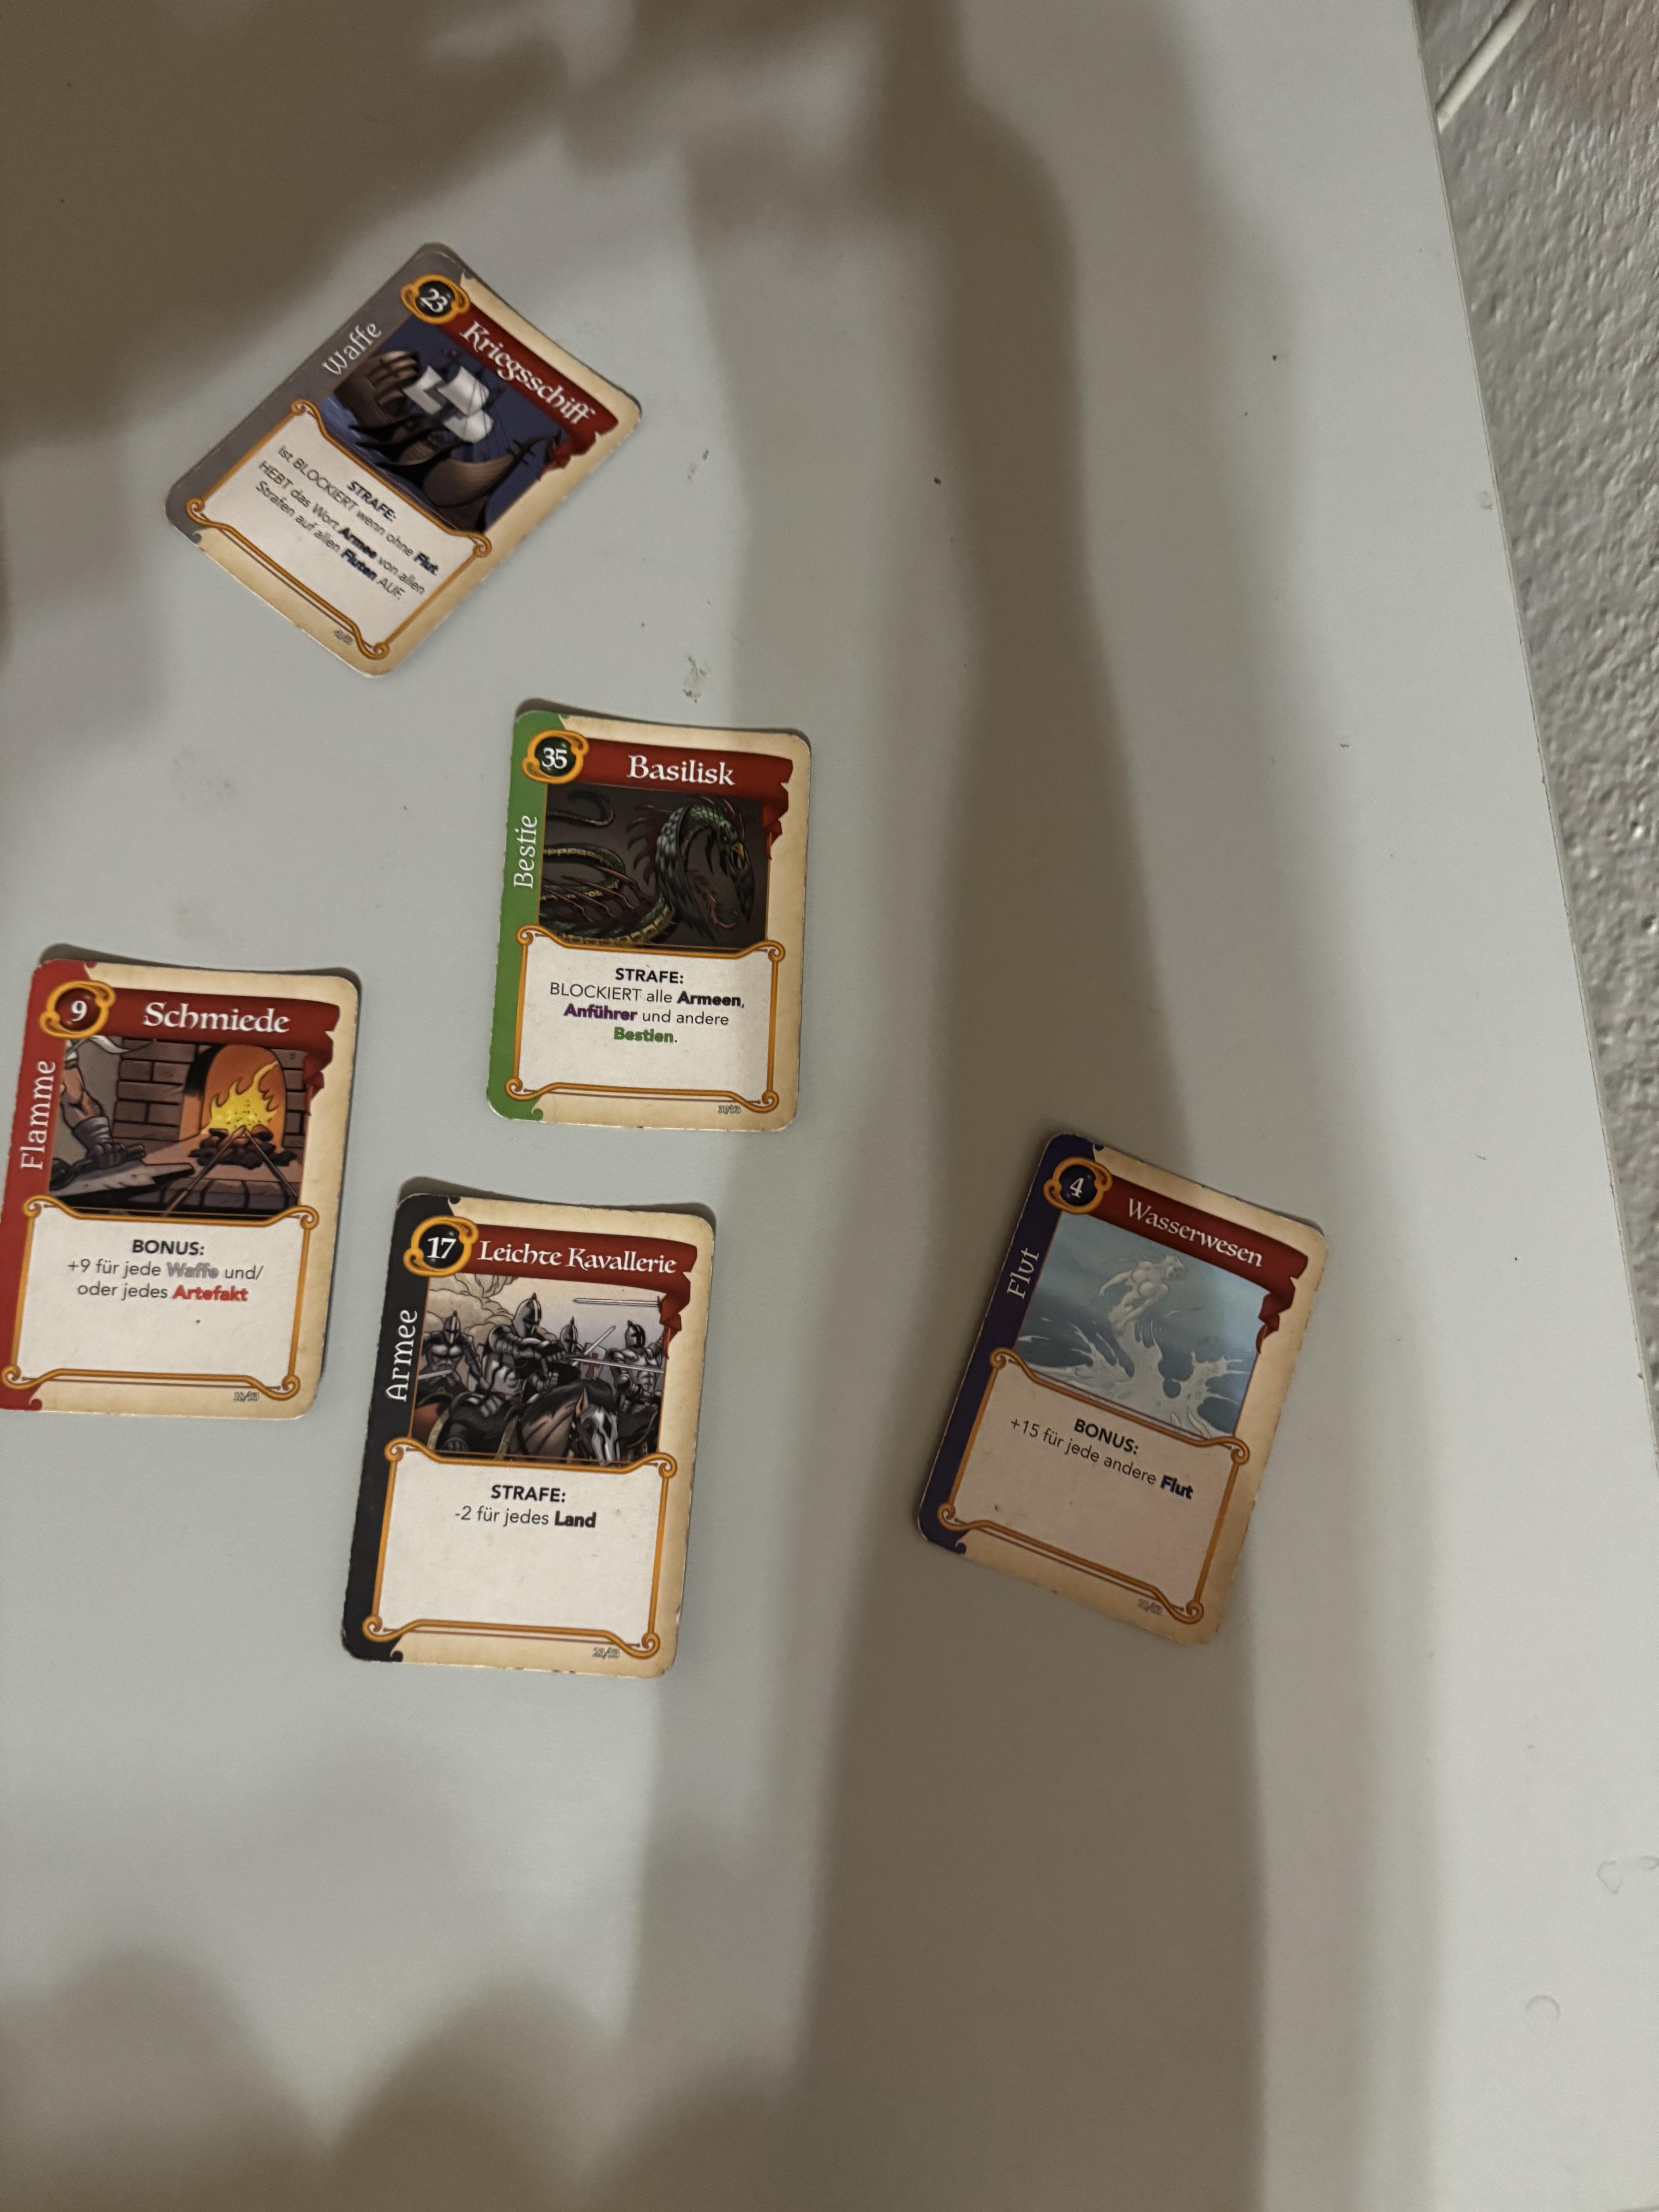 23
Kriegsschiff
Waffe
STRAFE:
Ist BLOCKIERT wenn ohne Flut
HEBT das Wort Armee von allen
Strafen auf allen Fluten AUF.
35
Basilisk
Bestie
STRAFE:
BLOCKIERT alle Armeen,
Anführer und andere
Bestien.
9
Schmiede
Flamme
BONUS:
+9 für jede Waffe und/
oder jedes Artefakt
17
Leichte Kavallerie
Armee
STRAFE:
-2 für jedes Land
4
Wasserwesen
Flut
BONUS:
+15 für jede andere Flut